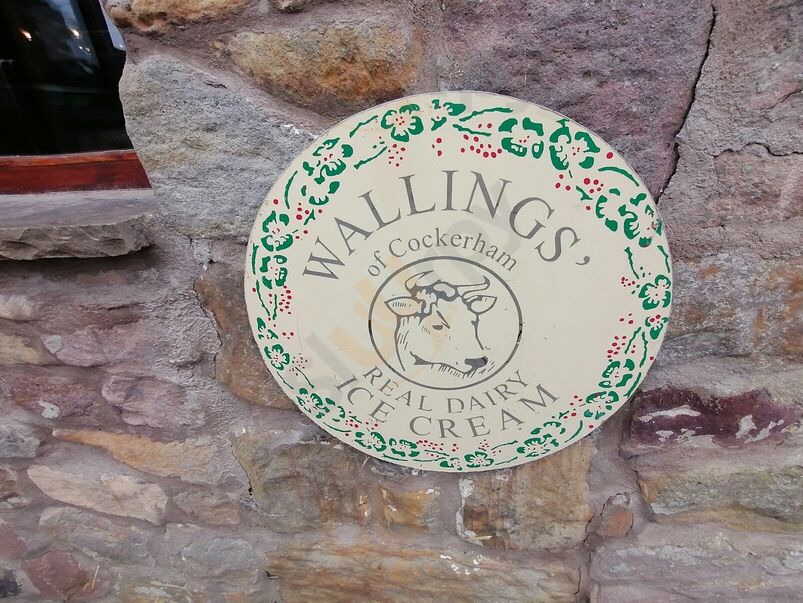 WALLINGS'
of Cockerham
REAL DAIRY
ICE CREAM